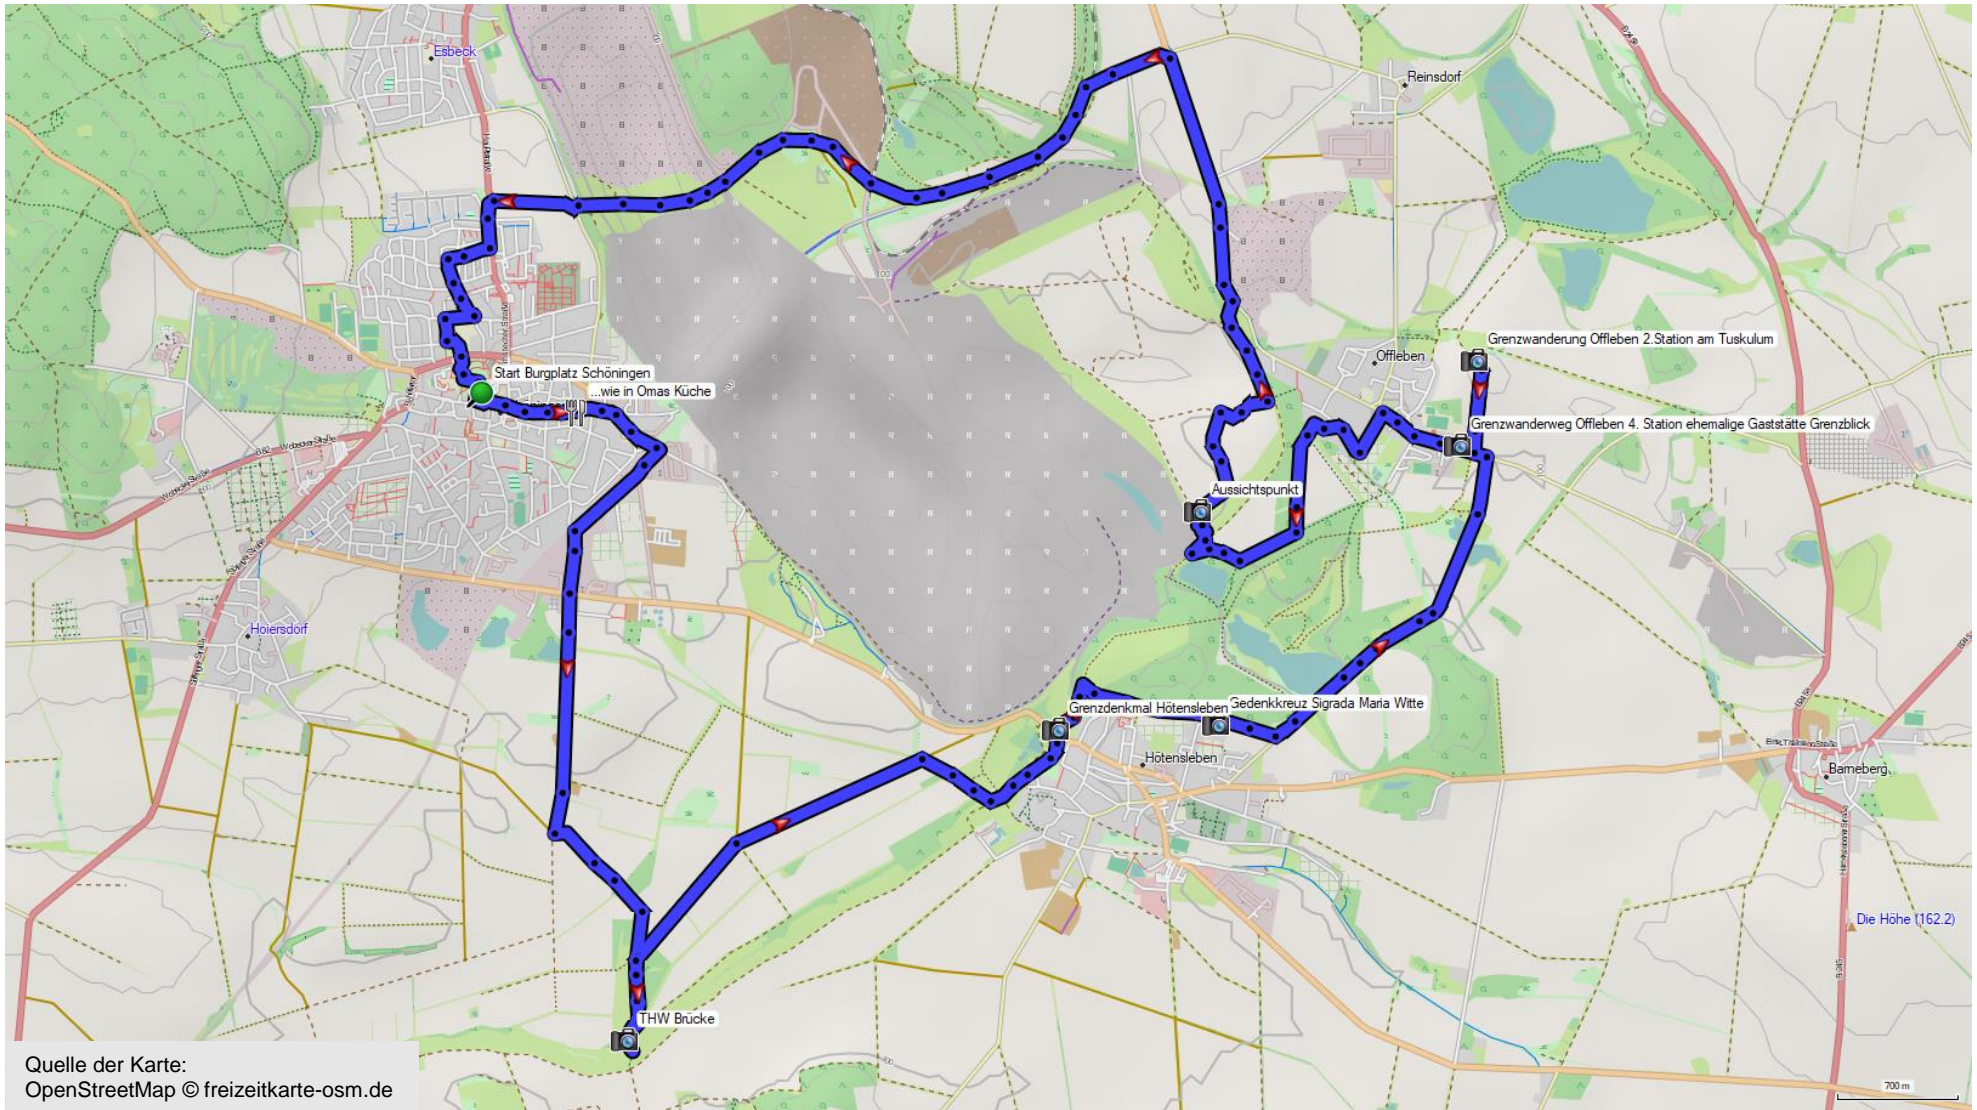 Esbeck
Reinsdorf
Grenzwanderung Offleben 2.Station am Tuskulum
Offleben
Start Burgplatz Schöningen
...wie in Omas Küche
Grenzwanderweg Offleben 4. Station ehemalige Gaststätte Grenzblick
Aussichtspunkt
Hoiersdorf
Grenzdenkmal Hötensleben
Gedenkkreuz Sigrada Maria Witte
Hötensleben
Barneberg
Die Höhe (162.2)
THW Brücke
Quelle der Karte:
OpenStreetMap © freizeitkarte-osm.de
700 m